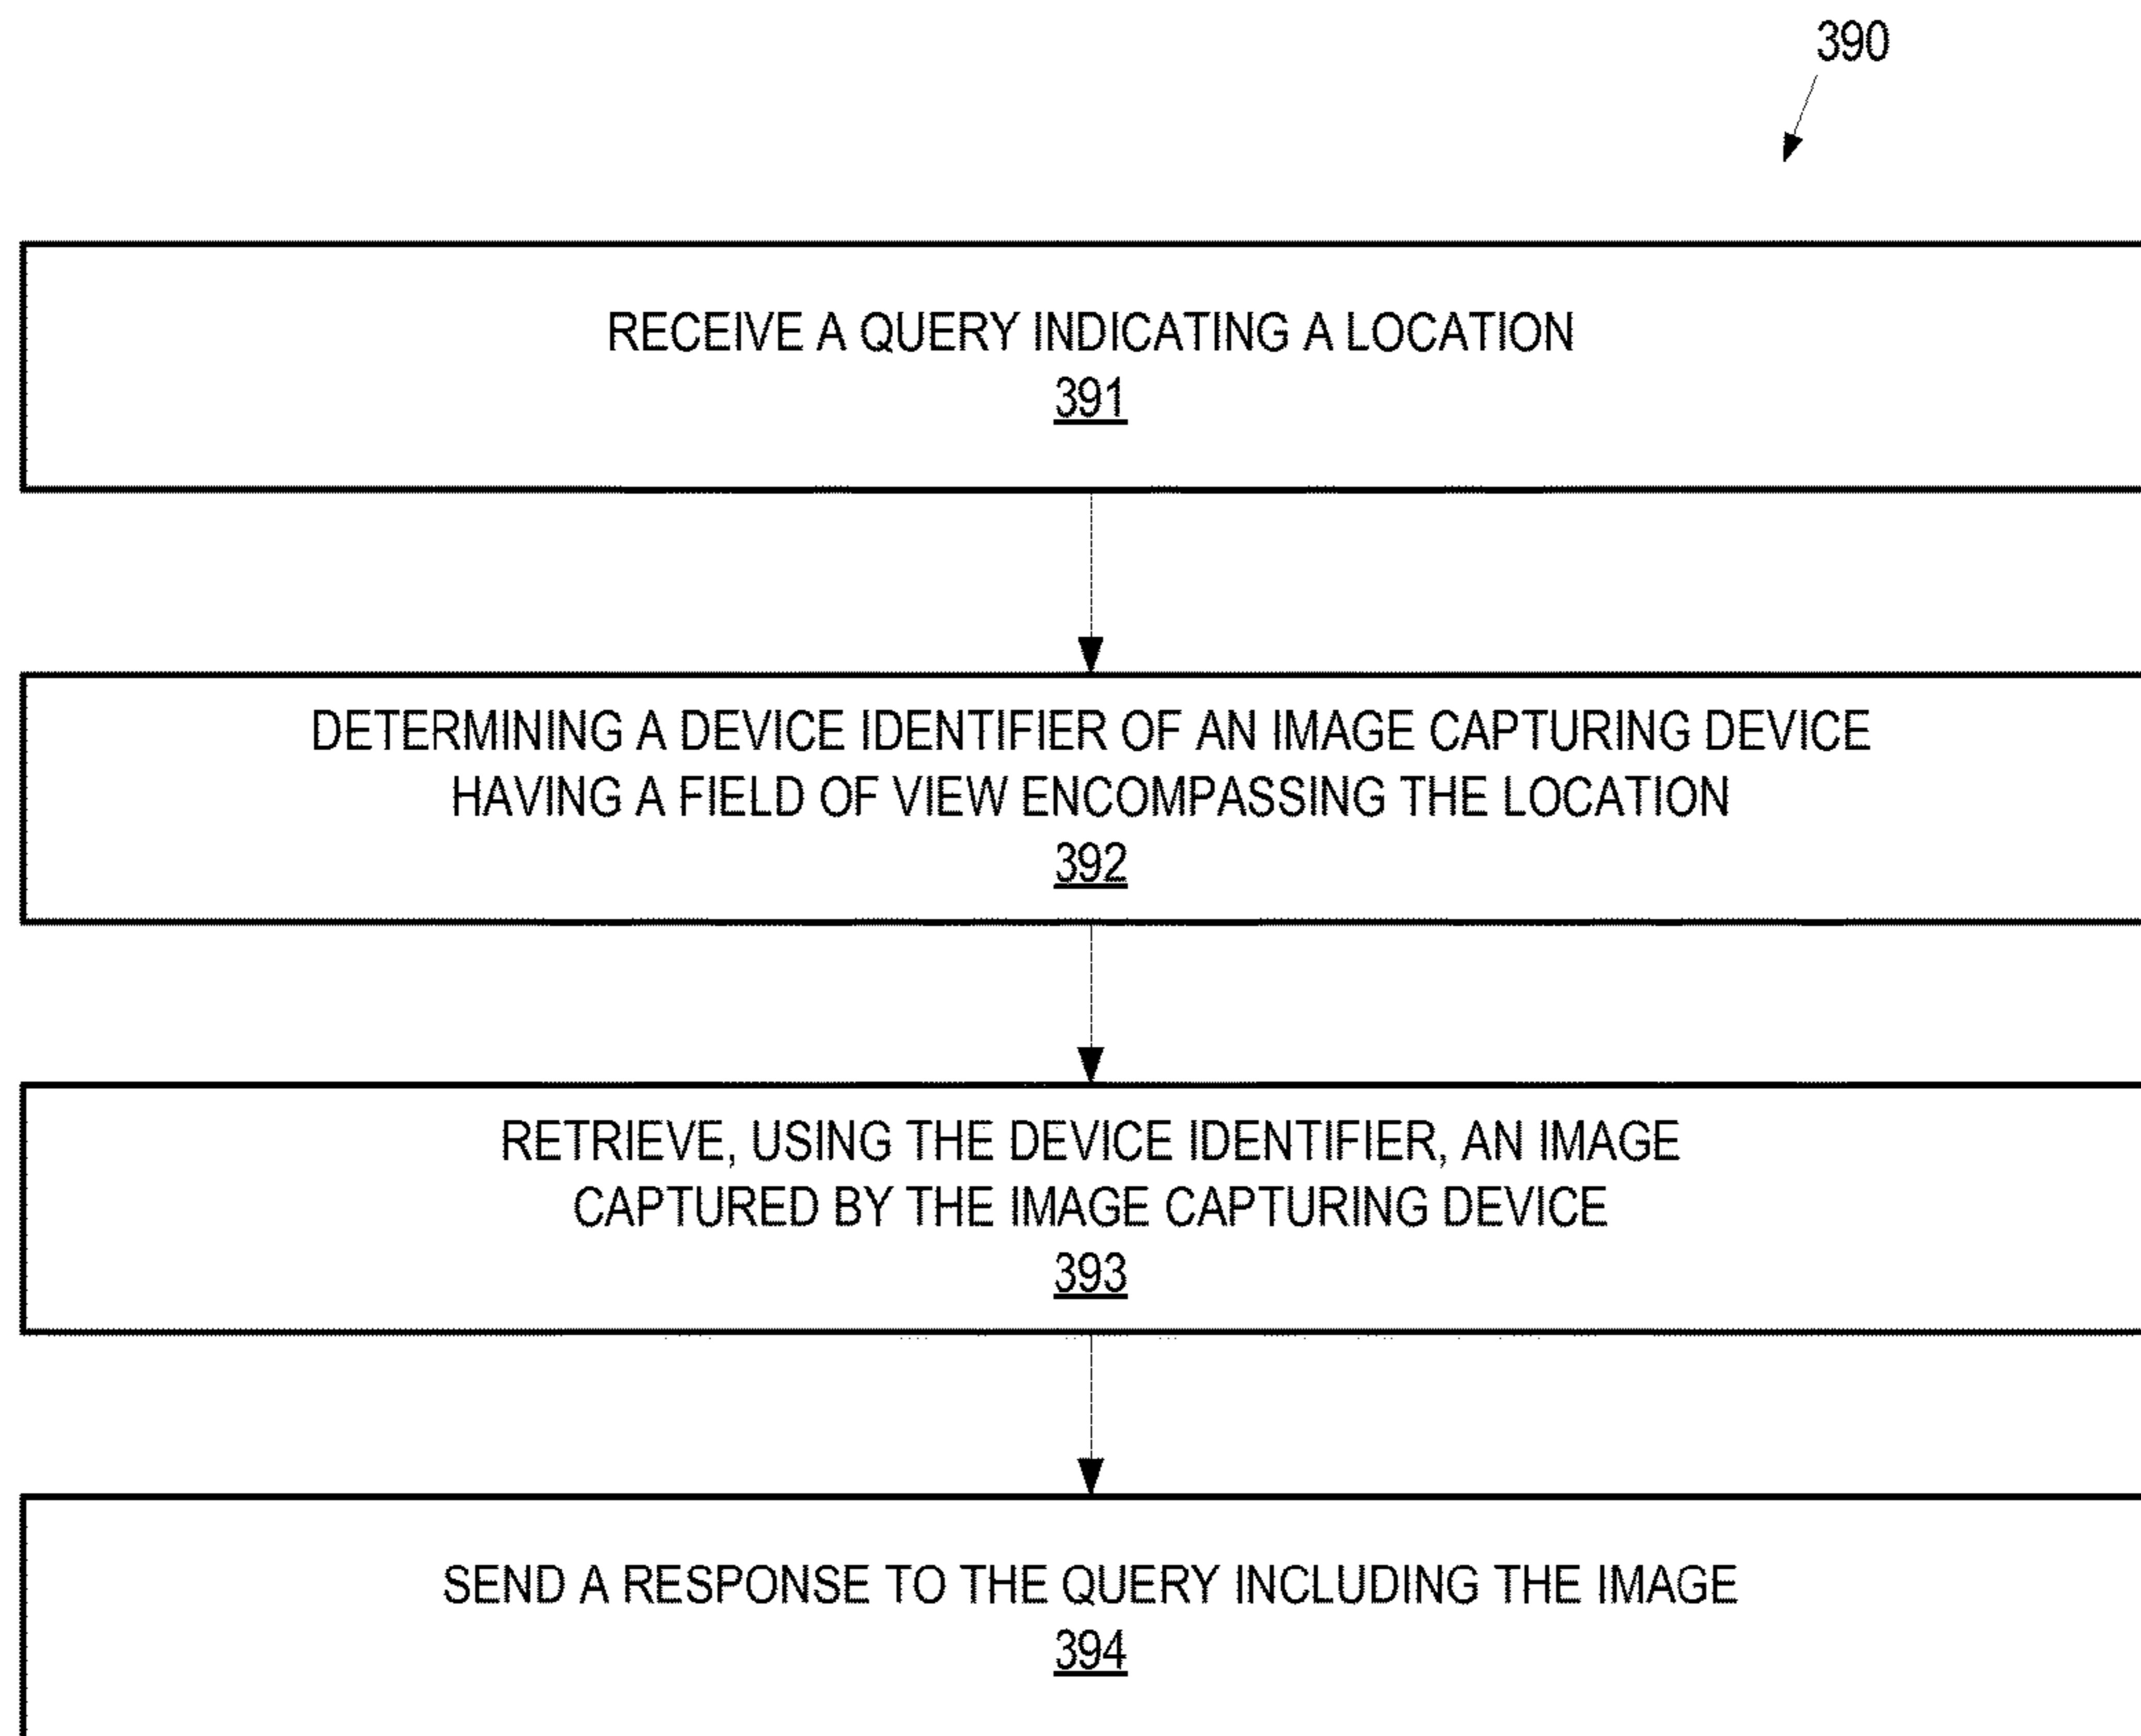 390
RECEIVE A QUERY INDICATING A LOCATION
391
DETERMINING A DEVICE IDENTIFIER OF AN IMAGE CAPTURING DEVICE
HAVING A FIELD OF VIEW ENCOMPASSING THE LOCATION
392
RETRIEVE, USING THE DEVICE IDENTIFIER, AN IMAGE
CAPTURED BY THE IMAGE CAPTURING DEVICE
393
SEND A RESPONSE TO THE QUERY INCLUDING THE IMAGE
394